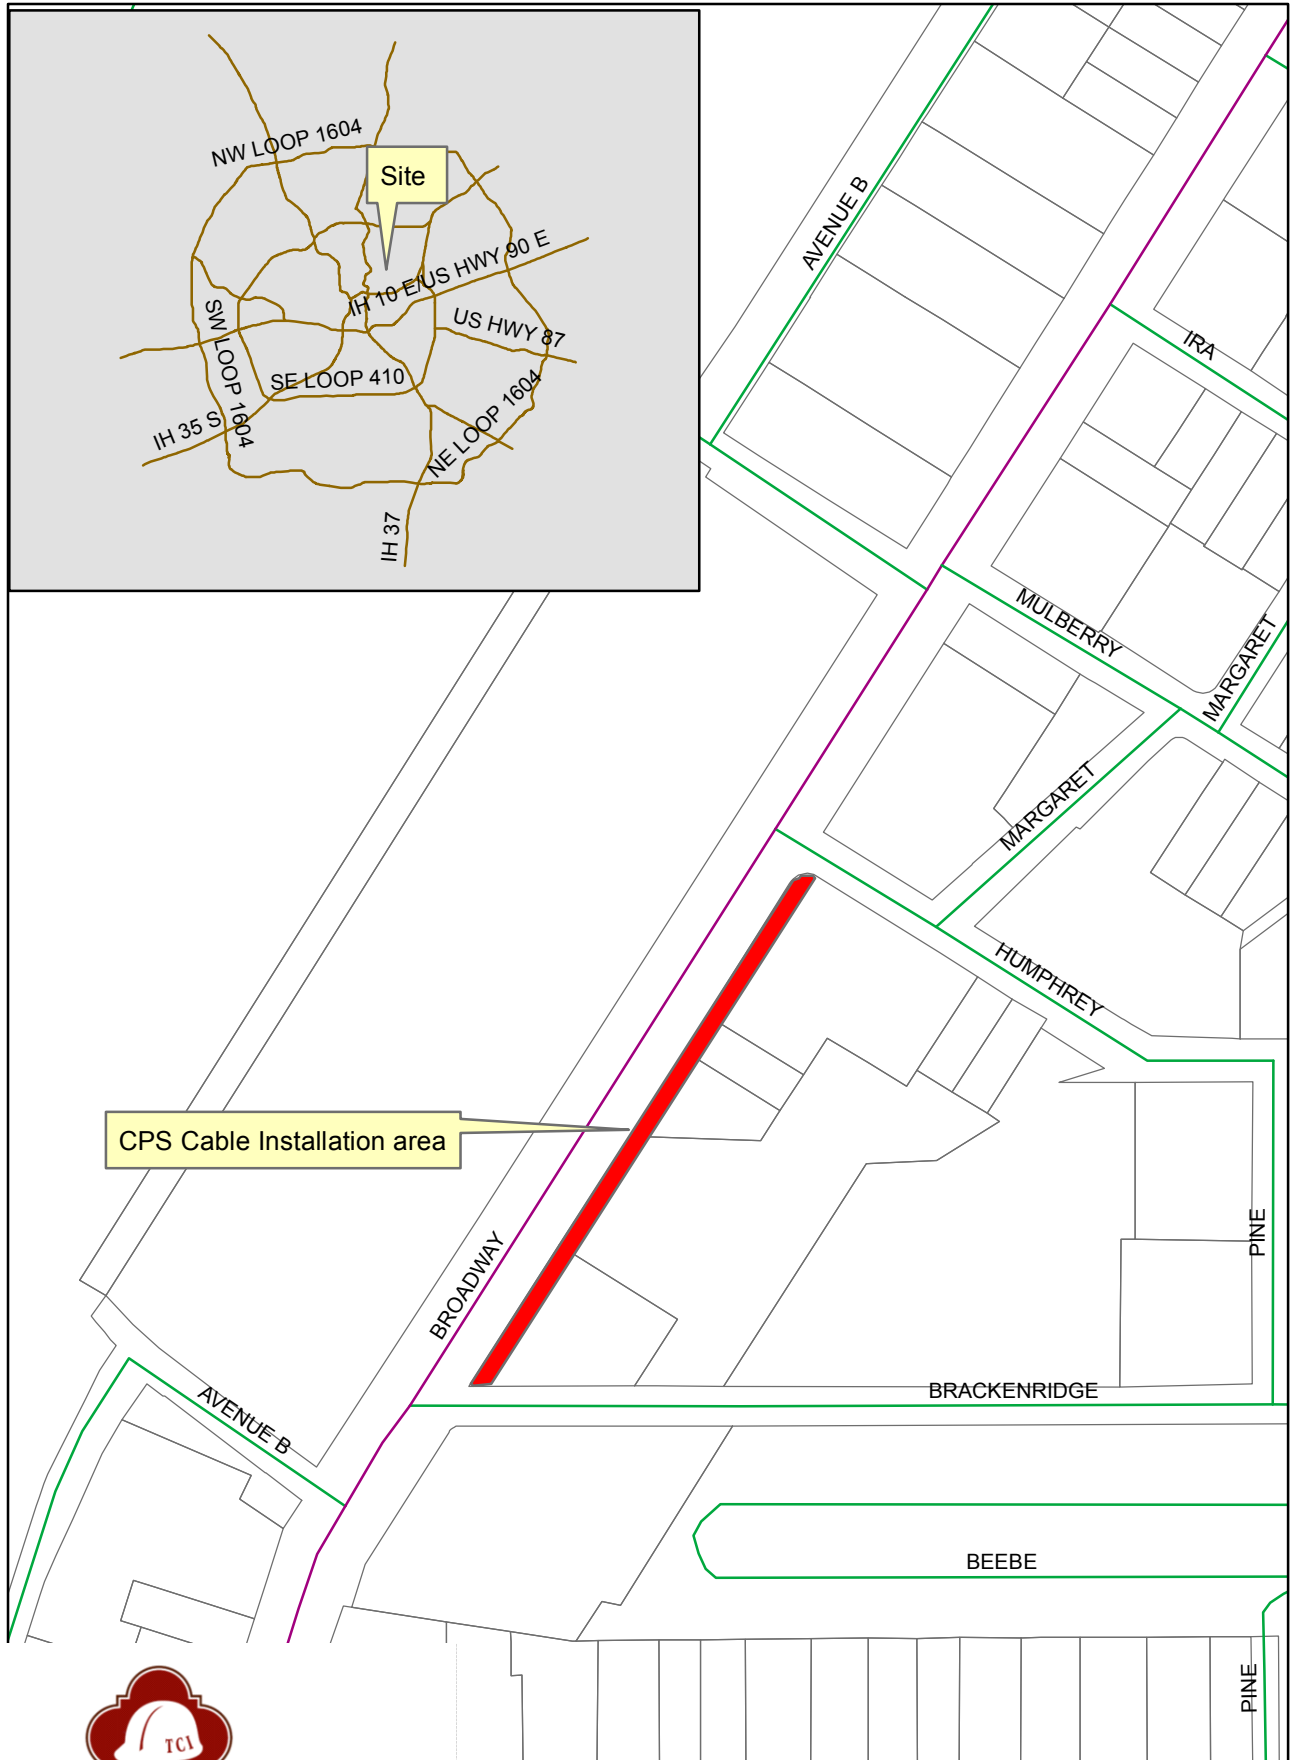 NW LOOP 1604
Site
IH 10 E/US HWY 90 E
US HWY 87
SW LOOP 1604
SE LOOP 410
IH 35 S
NE LOOP 1604
IH 37
AVENUE B
IRA
MULBERRY
MARGARET
MARGARET
HUMPHREY
CPS Cable Installation area
BROADWAY
PINE
AVENUE B
BRACKENRIDGE
BEEBE
PINE
TCI